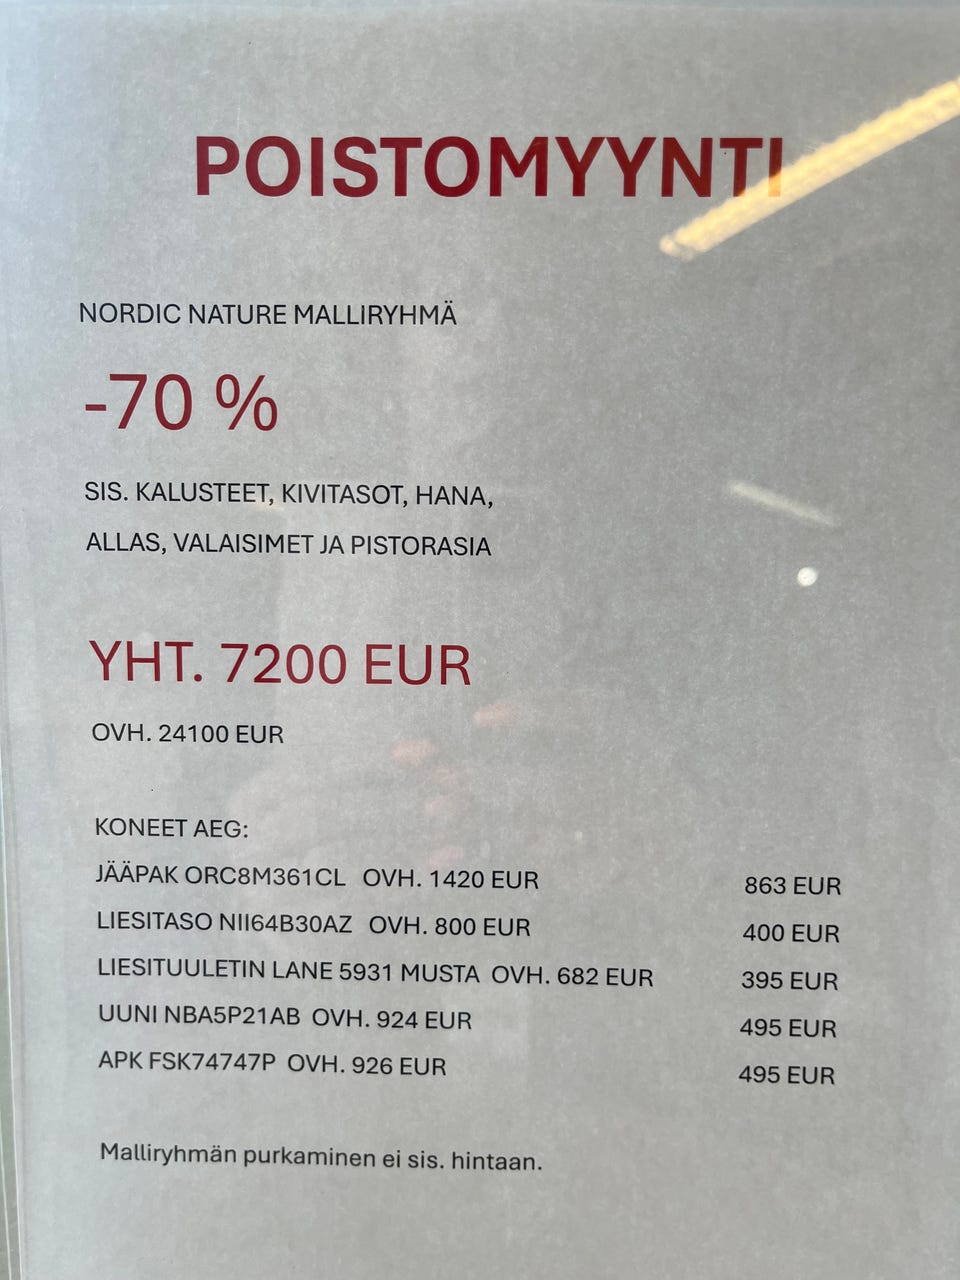 POISTOMYYNTI
NORDIC NATURE MALLIRYHMÄ
-70 %
SIS. KALUSTEET, KIVITASOT, HANA,
ALLAS, VALAISIMET JA PISTORASIA
YHT. 7200 EUR
OVH. 24100 EUR
KONEET AEG:
JÄÄPAK ORC8M361CL OVH. 1420 EUR 863 EUR
LIESITASO NII64B30AZ OVH. 800 EUR 400 EUR
LIESITUULETIN LANE 5931 MUSTA OVH. 682 EUR 395 EUR
UUNI NBA5P21AB OVH. 924 EUR 495 EUR
APK FSK74747P OVH. 926 EUR 495 EUR
Malliryhmän purkaminen ei sis. hintaan.